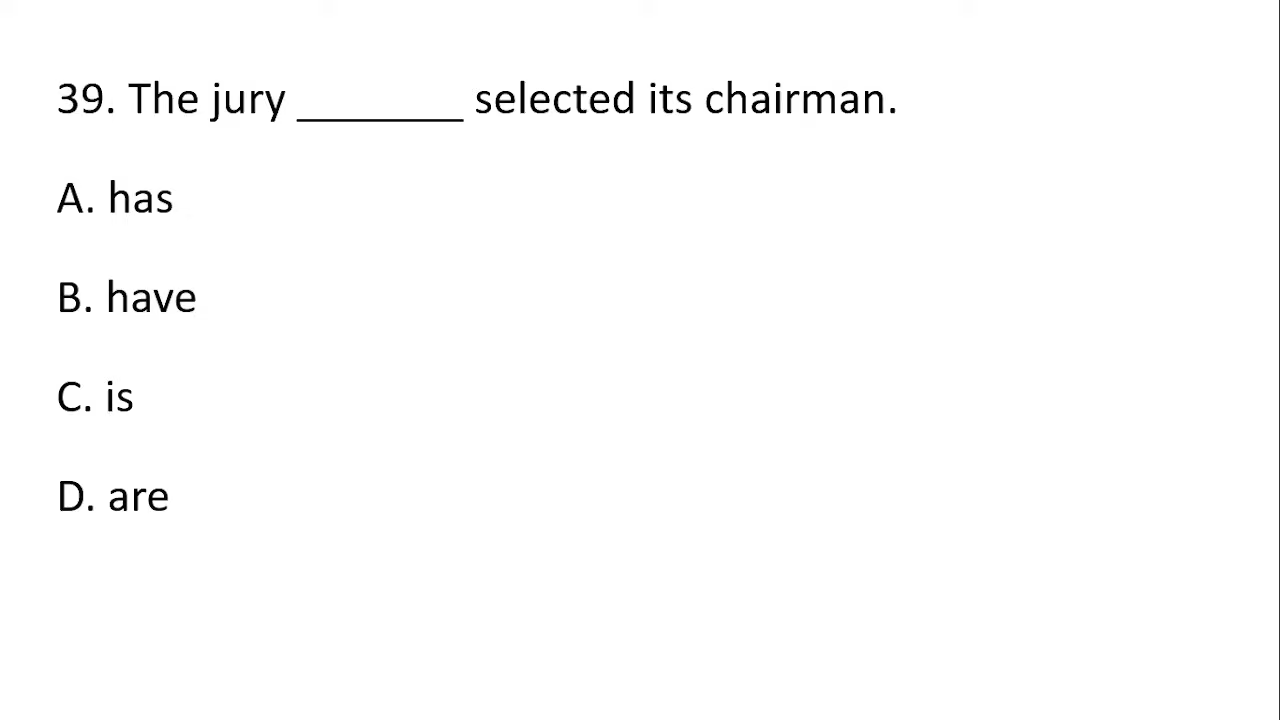 39. The jury ________ selected its chairman.
A. has
B. have
C. is
D. are